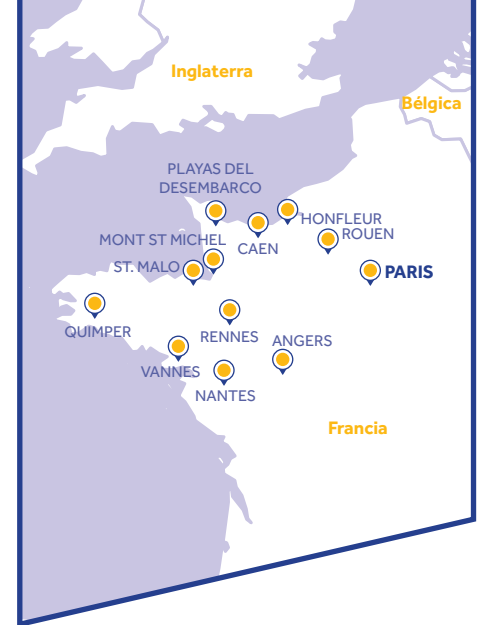 Inglaterra
Bélgica
PLAYAS DEL
DESEMBARCO
HONFLEUR
ROUEN
CAEN
MONT ST MICHEL
ST. MALO
PARIS
QUIMPER
RENNES
ANGERS
VANNES
NANTES
Francia